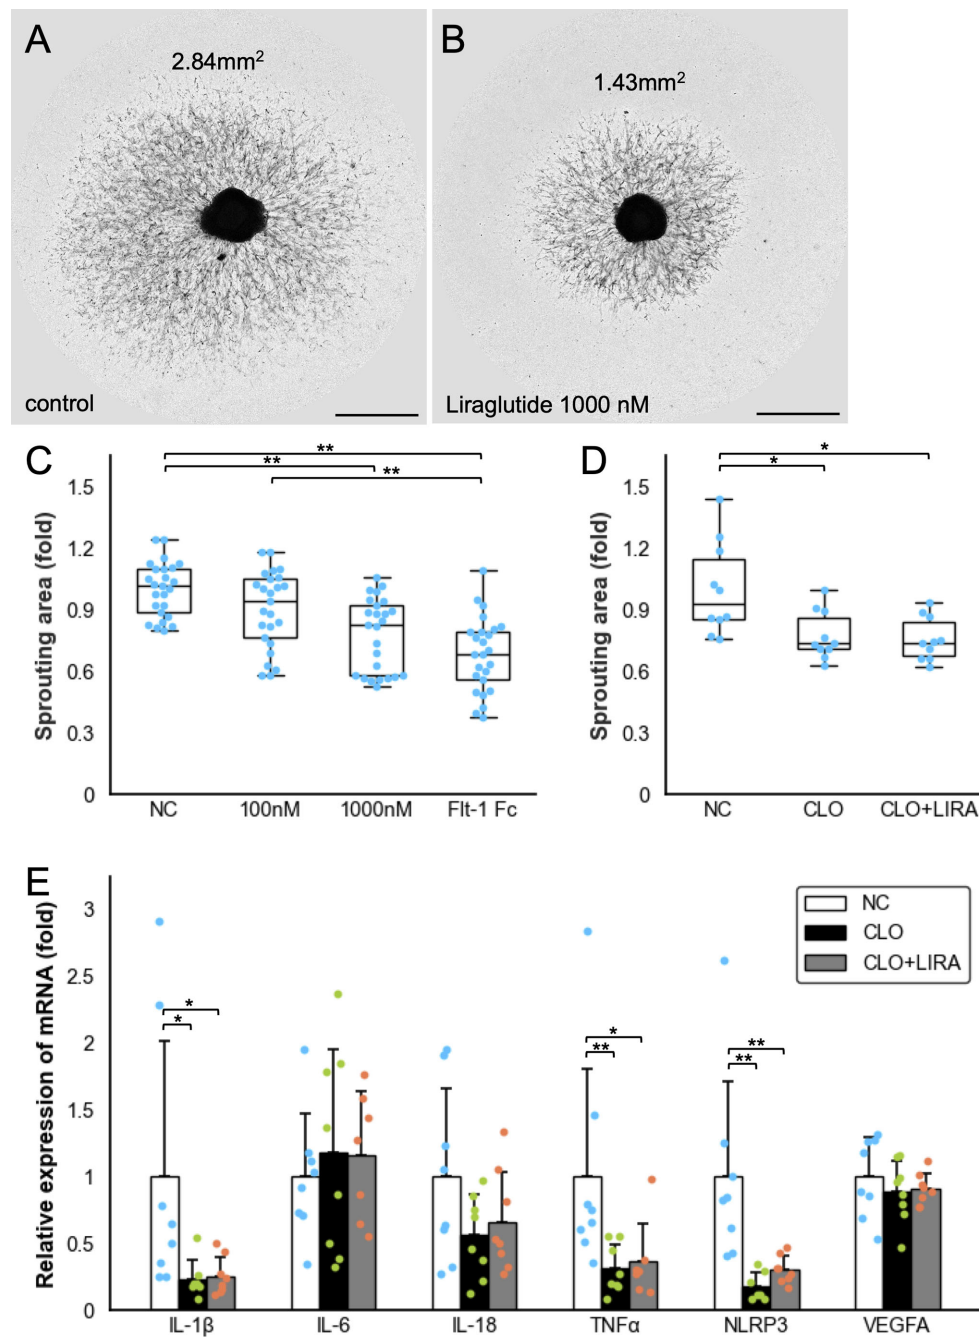 A
2.84mm²
control
B
1.43mm²
Liraglutide 1000 nM
C
**
**
**
Sprouting area (fold)
1.5
1.2
0.9
0.6
0.3
0
NC 100nM 1000nM Flt-1 Fc
D
*
*
Sprouting area (fold)
1.5
1.2
0.9
0.6
0.3
0
NC CLO CLO+LIRA
E
Relative expression of mRNA (fold)
3
2.5
2
1.5
1
0.5
0
NC
CLO
CLO+LIRA
*
*
*
**
**
**
IL-1β IL-6 IL-18 TNFα NLRP3 VEGFA